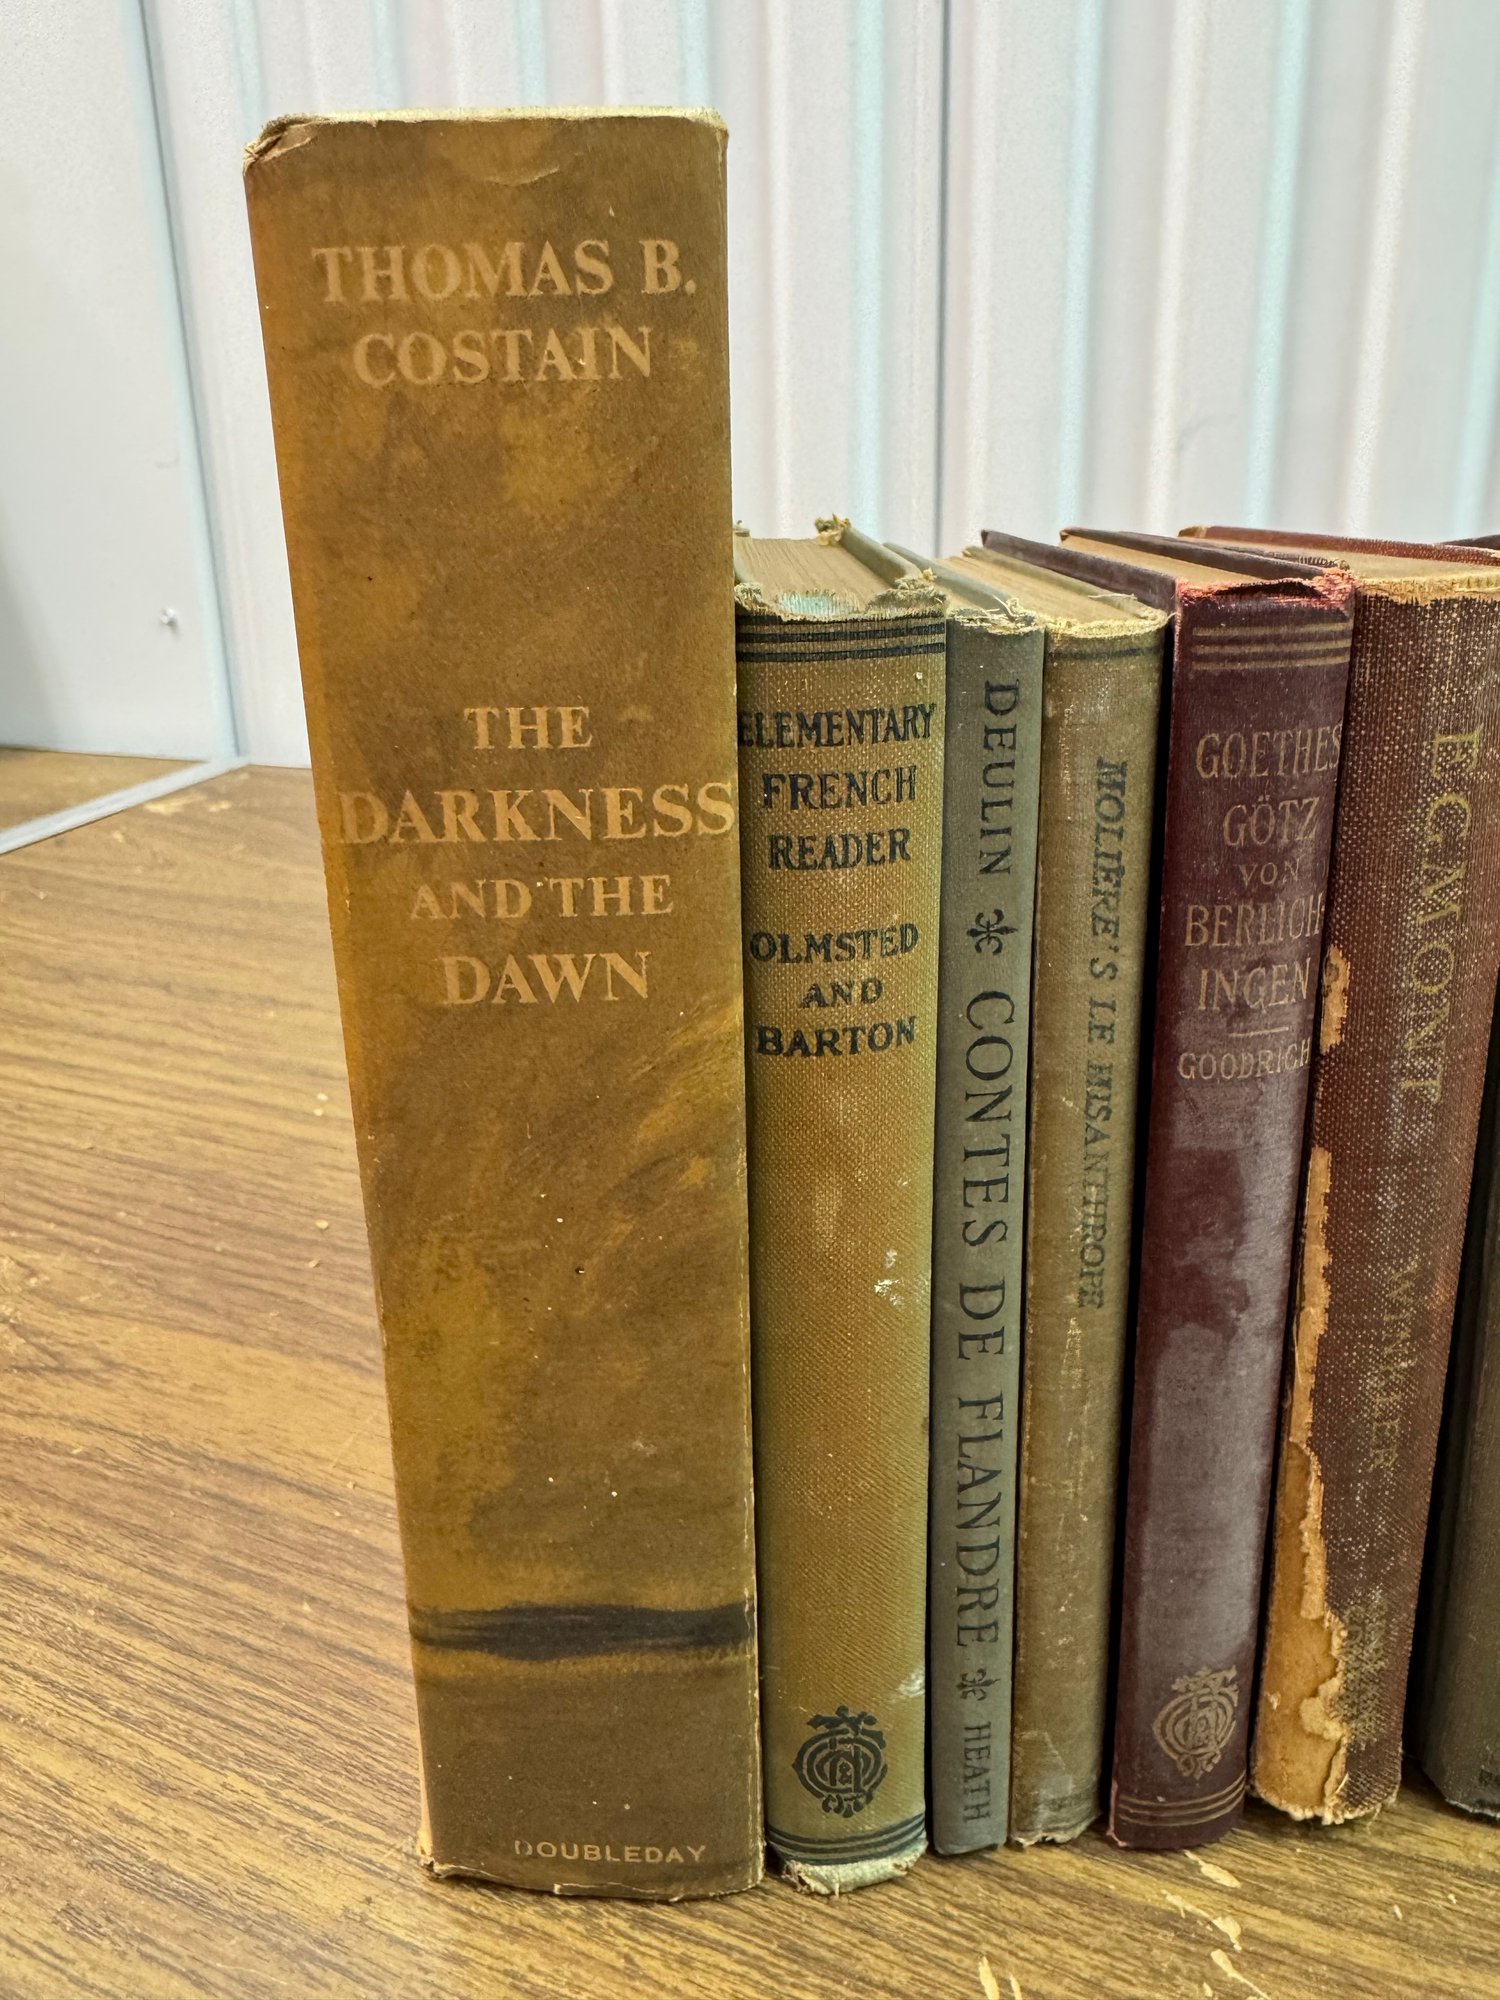 THOMAS B.
COSTAIN
THE
DARKNESS
AND THE
DAWN
DOUBLEDAY
ELEMENTARY
FRENCH
READER
OLMSTED
AND
BARTON
DEULIN
CONTES DE FLANDRE
HEATH
MOLIÈRE'S LE MISANTHROPE
GOETHES
GÖTZ
VON
BERLICH
INGEN
GOODRICH
EGMONT
WINKLER